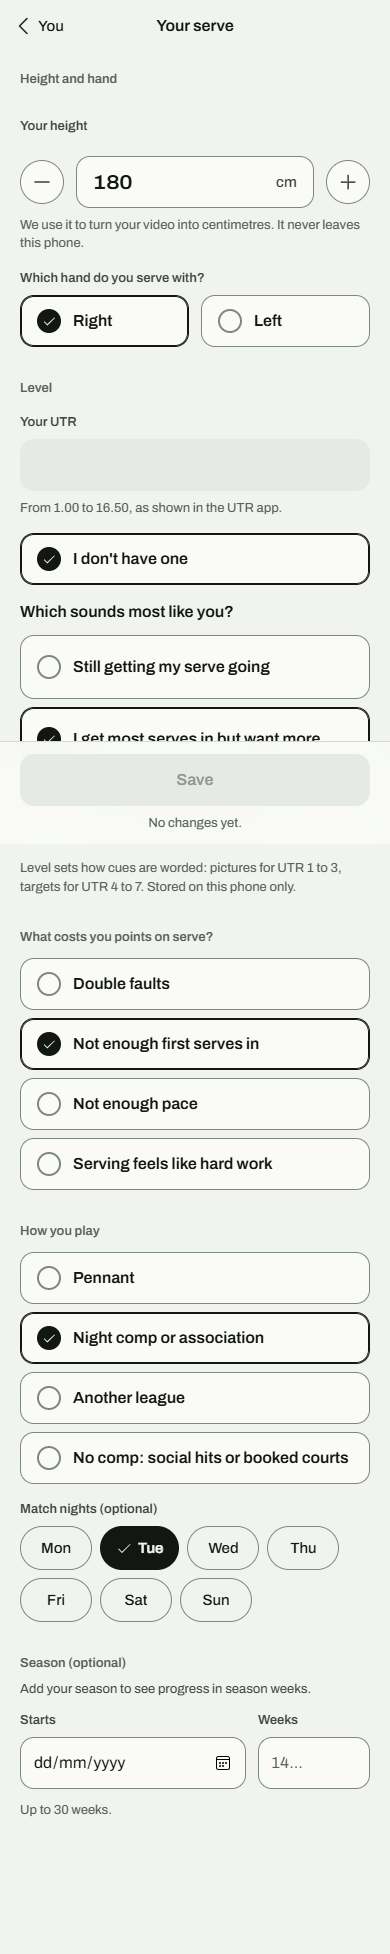 You
Your serve
Height and hand
Your height
180
cm
We use it to turn your video into centimetres. It never leaves
this phone.
Which hand do you serve with?
Right
Left
Level
Your UTR
From 1.00 to 16.50, as shown in the UTR app.
I don't have one
Which sounds most like you?
Still getting my serve going
I get most serves in but want more
Save
No changes yet.
Level sets how cues are worded: pictures for UTR 1 to 3,
targets for UTR 4 to 7. Stored on this phone only.
What costs you points on serve?
Double faults
Not enough first serves in
Not enough pace
Serving feels like hard work
How you play
Pennant
Night comp or association
Another league
No comp: social hits or booked courts
Match nights (optional)
Mon
Tue
Wed
Thu
Fri
Sat
Sun
Season (optional)
Add your season to see progress in season weeks.
Starts
Weeks
dd/mm/yyyy
14...
Up to 30 weeks.